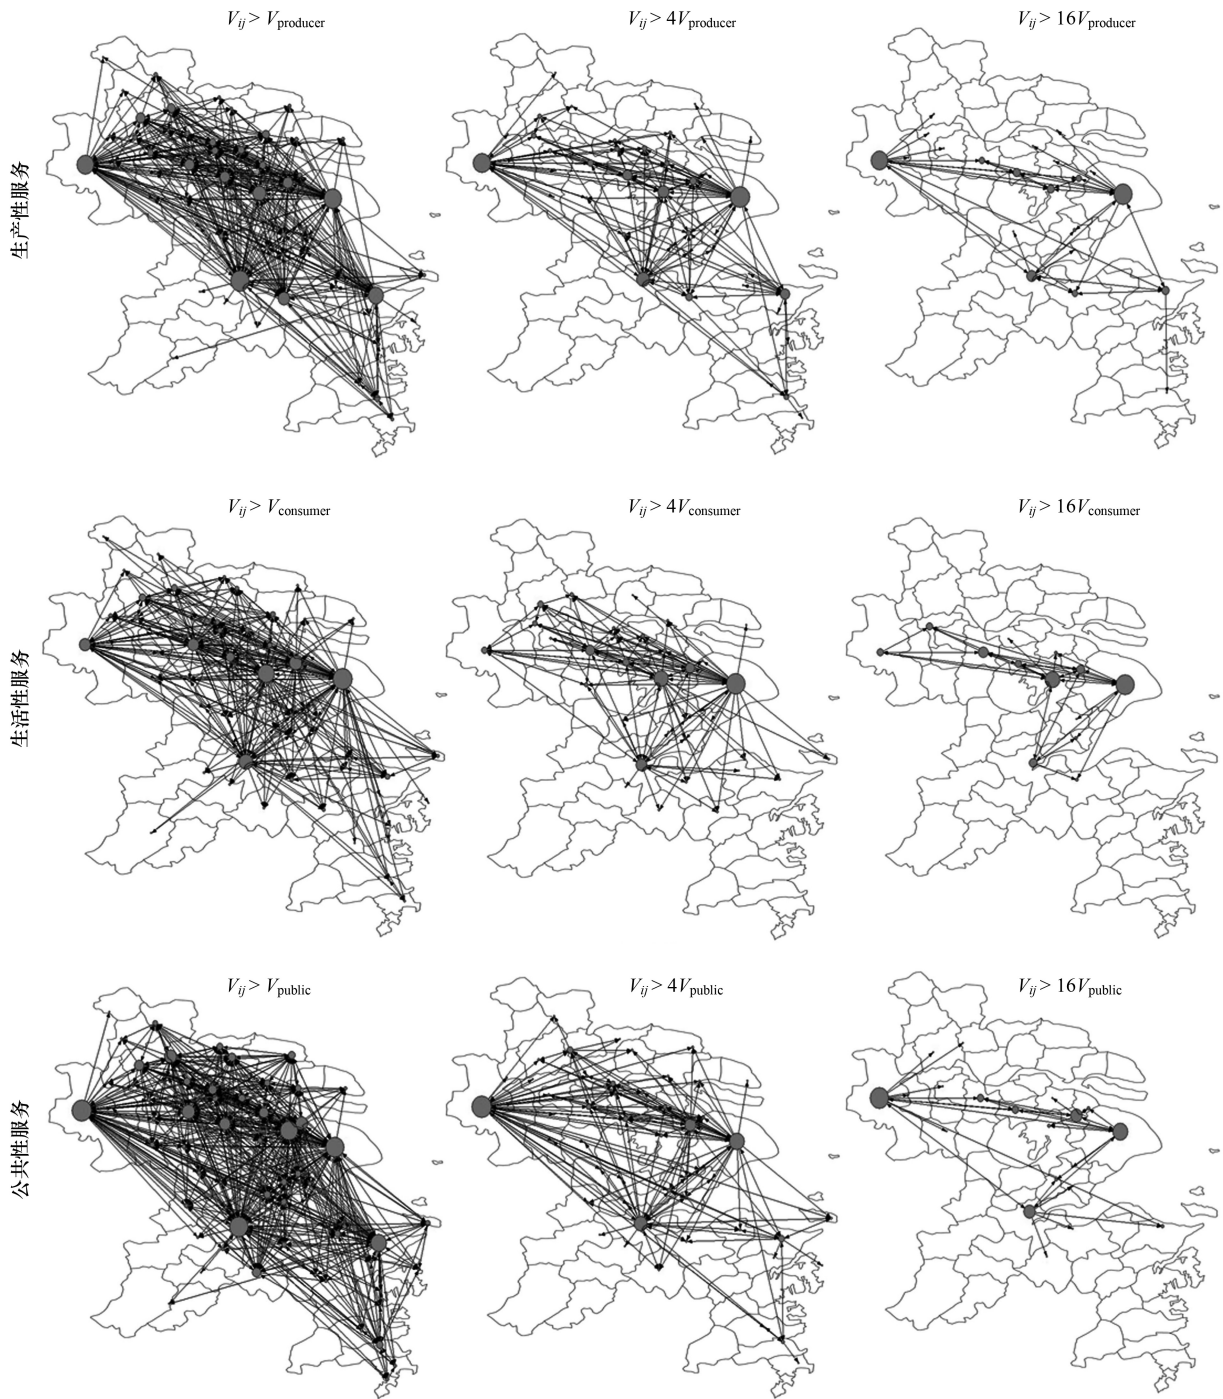 V_ij > V_producer
V_ij > 4V_producer
V_ij > 16V_producer
生产性服务
V_ij > V_consumer
V_ij > 4V_consumer
V_ij > 16V_consumer
生活性服务
V_ij > V_public
V_ij > 4V_public
V_ij > 16V_public
公共性服务